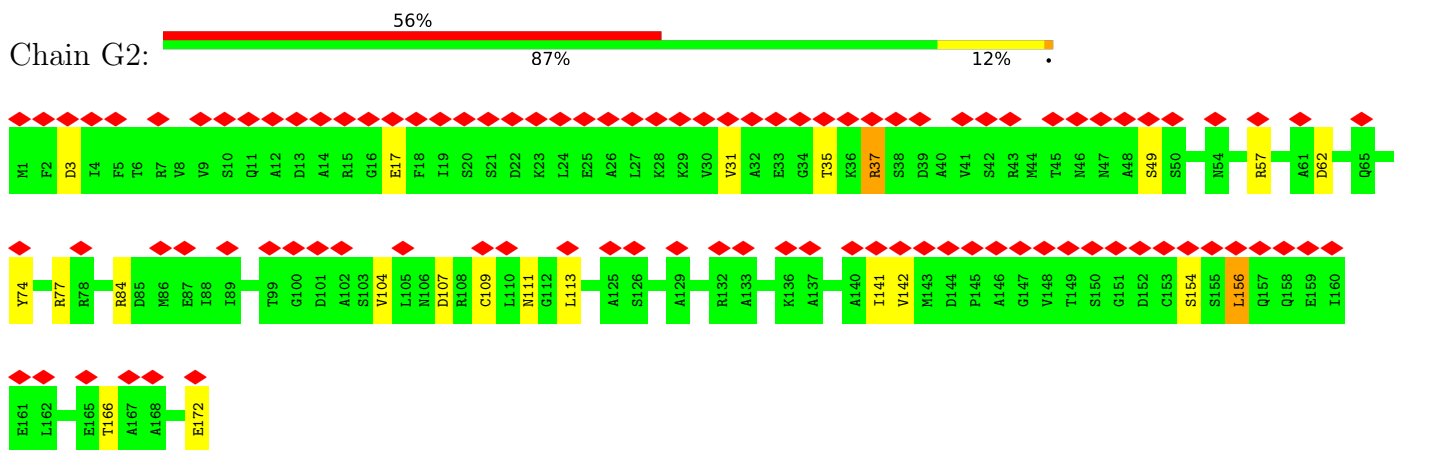 56%
Chain G2:
87% 12% •
M1 F2 D3 I4 F5 T6 R7 V8 V9 S10 Q11 A12 D13 A14 R15 G16 E17 F18 I19 S20 S21 D22 K23 L24 E25 A26 L27 K28 K29 V30 V31 A32 E33 G34 T35 K36 R37 S38 D39 A40 V41 S42 R43 M44 T45 N46 N47 A48 S49 S50 N54 R57 A61 D62 Q65
Y74 R77 R78 R84 D85 M86 E87 I88 I89 T99 G100 D101 A102 S103 V104 L105 N106 D107 R108 C109 L110 N111 G112 L113 A125 S126 A129 R132 A133 K136 A137 A140 I141 V142 M143 D144 P145 A146 G147 V148 T149 S150 G151 D152 C153 S154 S155 L156 Q157 Q158 E159 I160
E161 L162 E165 T166 A167 A168 E172